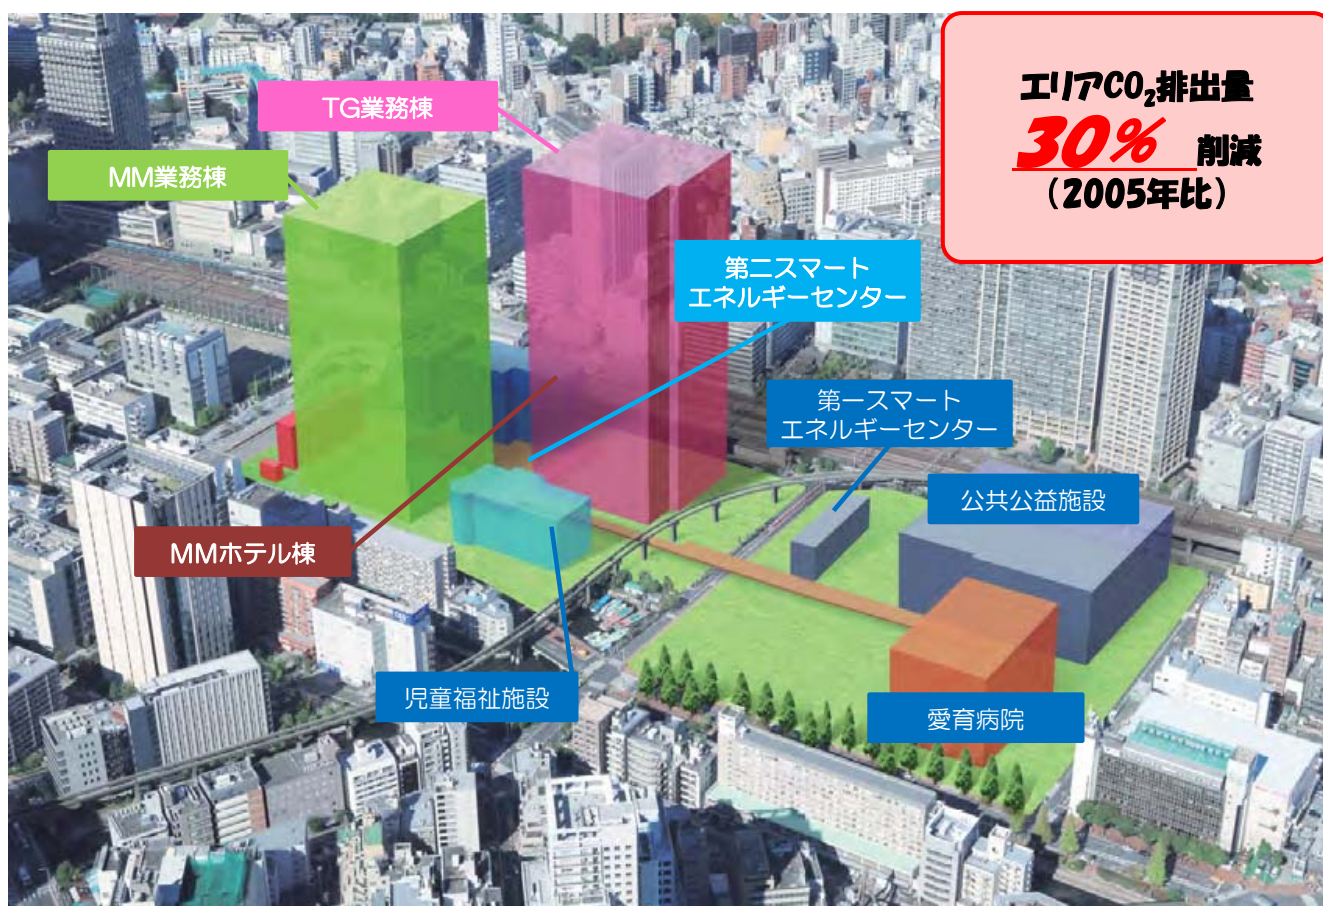 エリアCO₂排出量
30% 削減
(2005年比)
TG業務棟
MM業務棟
第二スマート
エネルギーセンター
第一スマート
エネルギーセンター
公共公益施設
MMホテル棟
児童福祉施設
愛育病院